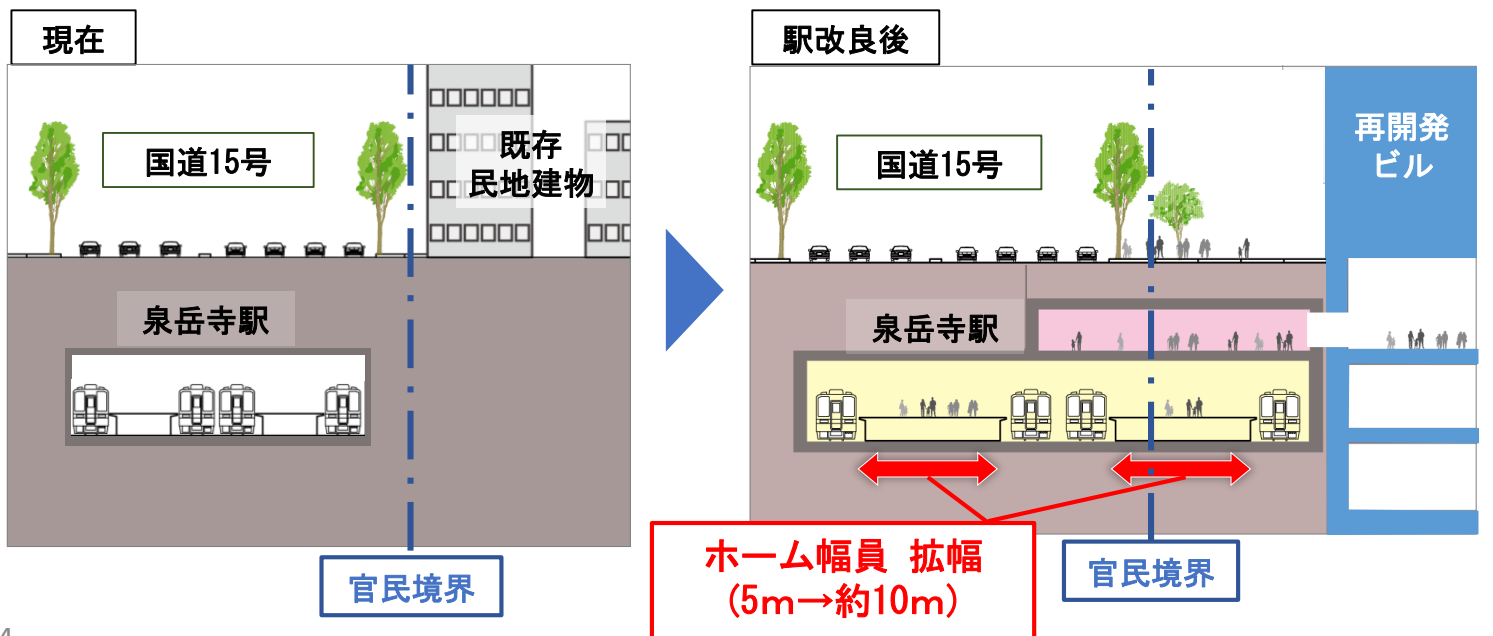 現在
国道15号
既存
民地建物
泉岳寺駅
官民境界
駅改良後
国道15号
再開発
ビル
泉岳寺駅
ホーム幅員 拡幅
(5m→約10m)
官民境界
4